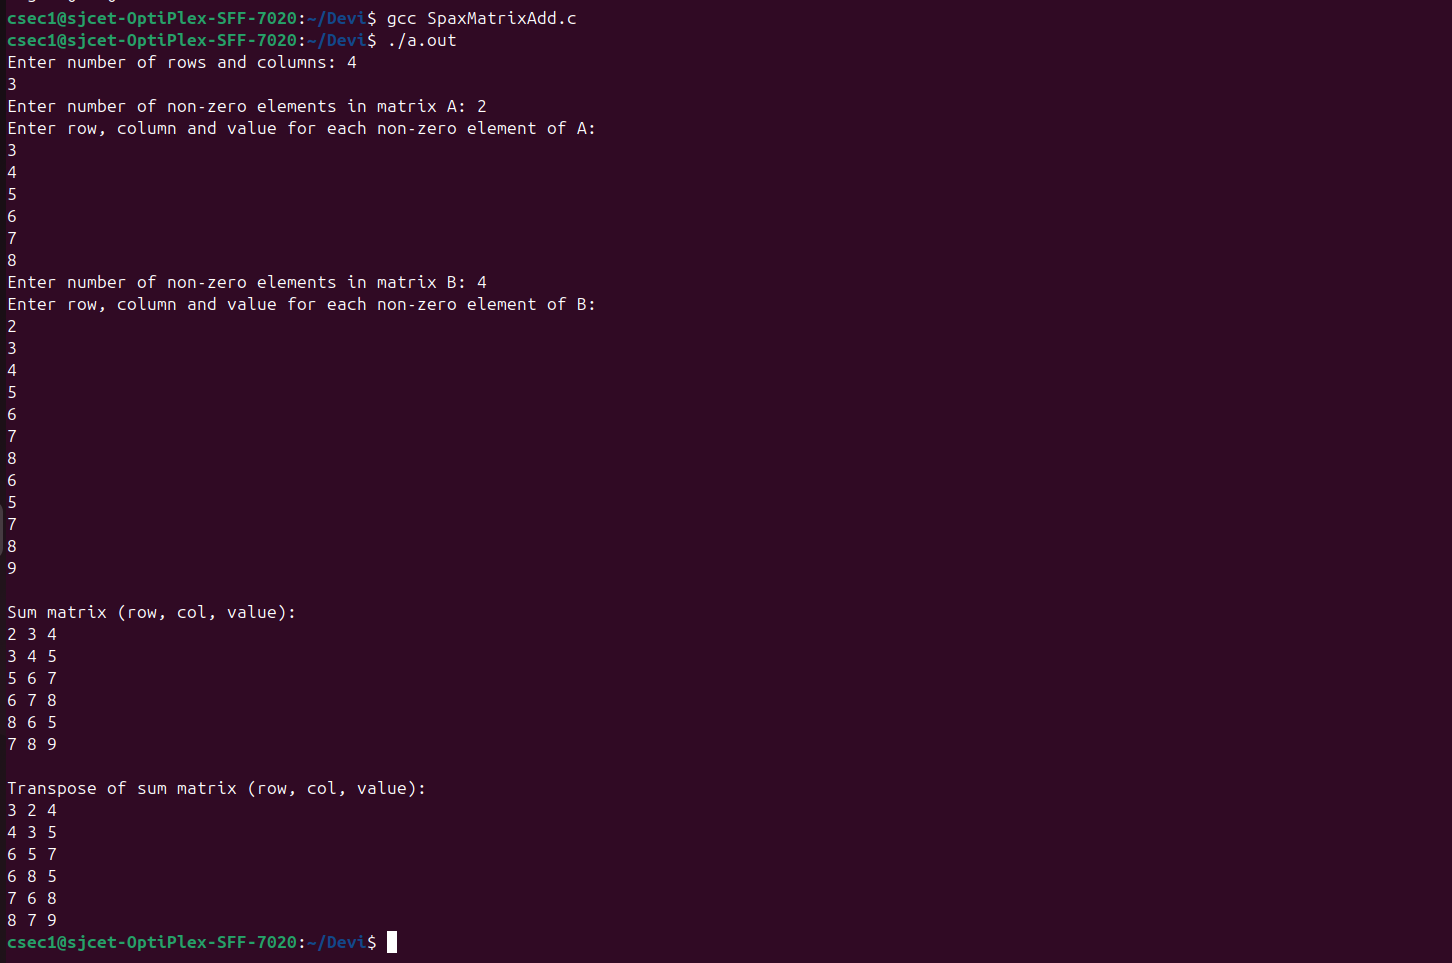 csec1@sjcet-OptiPlex-SFF-7020:~/Devi$ gcc SpaxMatrixAdd.c
csec1@sjcet-OptiPlex-SFF-7020:~/Devi$ ./a.out
Enter number of rows and columns: 4
3
Enter number of non-zero elements in matrix A: 2
Enter row, column and value for each non-zero element of A:
3
4
5
6
7
8
Enter number of non-zero elements in matrix B: 4
Enter row, column and value for each non-zero element of B:
2
3
4
5
6
7
8
6
5
7
8
9
Sum matrix (row, col, value):
2 3 4
3 4 5
5 6 7
6 7 8
8 6 5
7 8 9
Transpose of sum matrix (row, col, value):
3 2 4
4 3 5
6 5 7
6 8 5
7 6 8
8 7 9
csec1@sjcet-OptiPlex-SFF-7020:~/Devi$